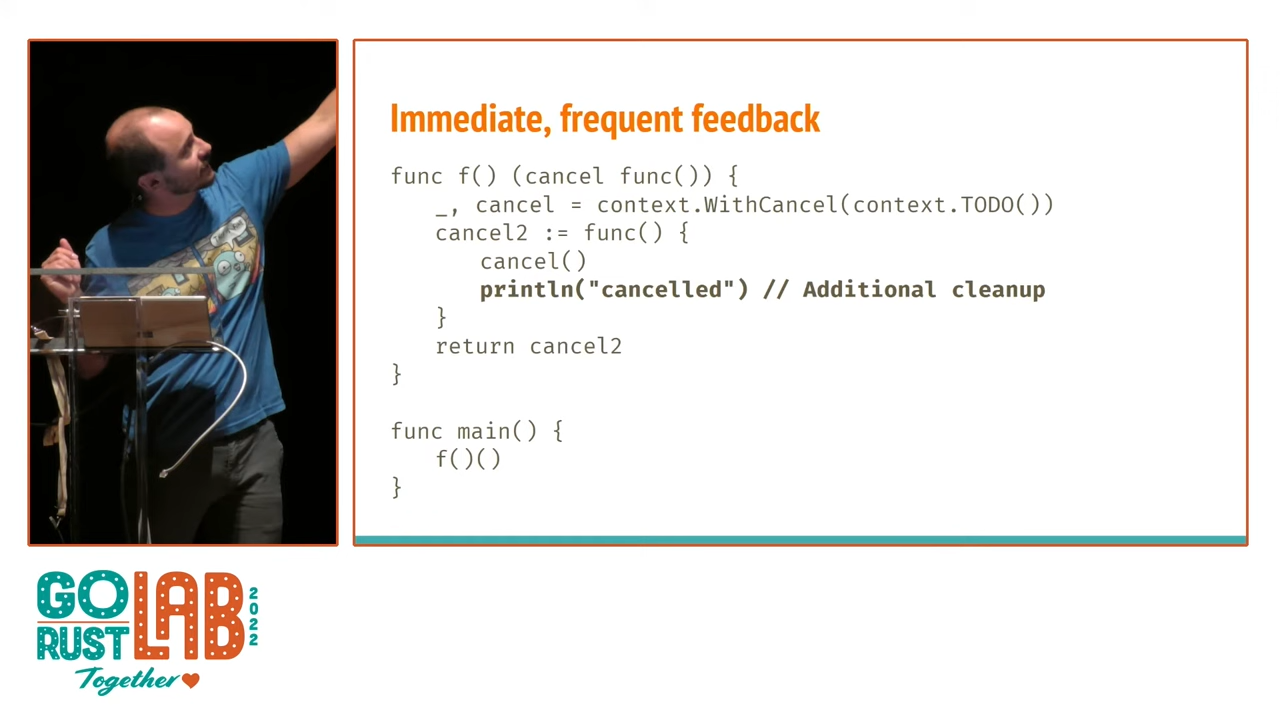 Immediate, frequent feedback
func f() (cancel func()) {
    _, cancel = context.WithCancel(context.TODO())
    cancel2 := func() {
        cancel()
        println("cancelled") // Additional cleanup
    }
    return cancel2
}
func main() {
    f()()
}
GO LAB 2022
RUST
Together